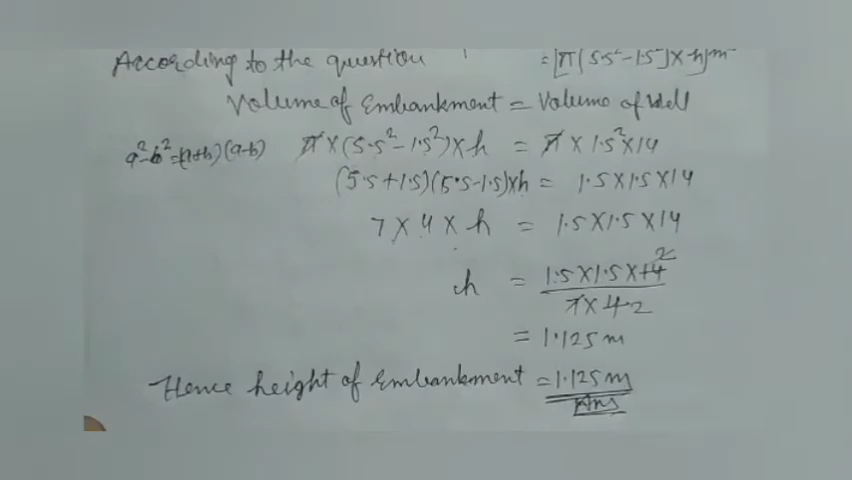 According to the question = [π(5.5² - 1.5²) × h] m
Volume of Embankment = Volume of Well
a² - b² = (a+b) (a-b) π × (5.5² - 1.5²) × h = π × 1.5² × 14
(5.5 + 1.5) (5.5 - 1.5) × h = 1.5 × 1.5 × 14
7 × 4 × h = 1.5 × 1.5 × 14
h = 1.5 × 1.5 × 14 2
7 × 4 2
= 1.125 m
Hence height of Embankment = 1.125 m
Ans